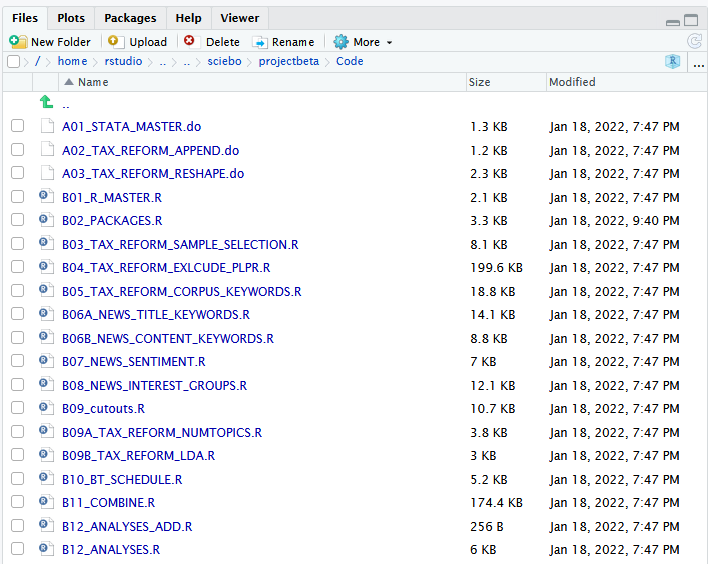 Files Plots Packages Help Viewer
New Folder Upload Delete Rename More
/ home rstudio .. .. sciebo projectbeta Code R ...
Name Size Modified
..
A01_STATA_MASTER.do 1.3 KB Jan 18, 2022, 7:47 PM
A02_TAX_REFORM_APPEND.do 1.2 KB Jan 18, 2022, 7:47 PM
A03_TAX_REFORM_RESHAPE.do 2.3 KB Jan 18, 2022, 7:47 PM
B01_R_MASTER.R 2.1 KB Jan 18, 2022, 7:47 PM
B02_PACKAGES.R 3.3 KB Jan 18, 2022, 9:40 PM
B03_TAX_REFORM_SAMPLE_SELECTION.R 8.1 KB Jan 18, 2022, 7:47 PM
B04_TAX_REFORM_EXLCUDE_PLPR.R 199.6 KB Jan 18, 2022, 7:47 PM
B05_TAX_REFORM_CORPUS_KEYWORDS.R 18.8 KB Jan 18, 2022, 7:47 PM
B06A_NEWS_TITLE_KEYWORDS.R 14.1 KB Jan 18, 2022, 7:47 PM
B06B_NEWS_CONTENT_KEYWORDS.R 8.8 KB Jan 18, 2022, 7:47 PM
B07_NEWS_SENTIMENT.R 7 KB Jan 18, 2022, 7:47 PM
B08_NEWS_INTEREST_GROUPS.R 12.1 KB Jan 18, 2022, 7:47 PM
B09_cutouts.R 10.7 KB Jan 18, 2022, 7:47 PM
B09A_TAX_REFORM_NUMTOPICS.R 3.8 KB Jan 18, 2022, 7:47 PM
B09B_TAX_REFORM_LDA.R 3 KB Jan 18, 2022, 7:47 PM
B10_BT_SCHEDULE.R 5.2 KB Jan 18, 2022, 7:47 PM
B11_COMBINE.R 174.4 KB Jan 18, 2022, 7:47 PM
B12_ANALYSES_ADD.R 256 B Jan 18, 2022, 7:47 PM
B12_ANALYSES.R 6 KB Jan 18, 2022, 7:47 PM